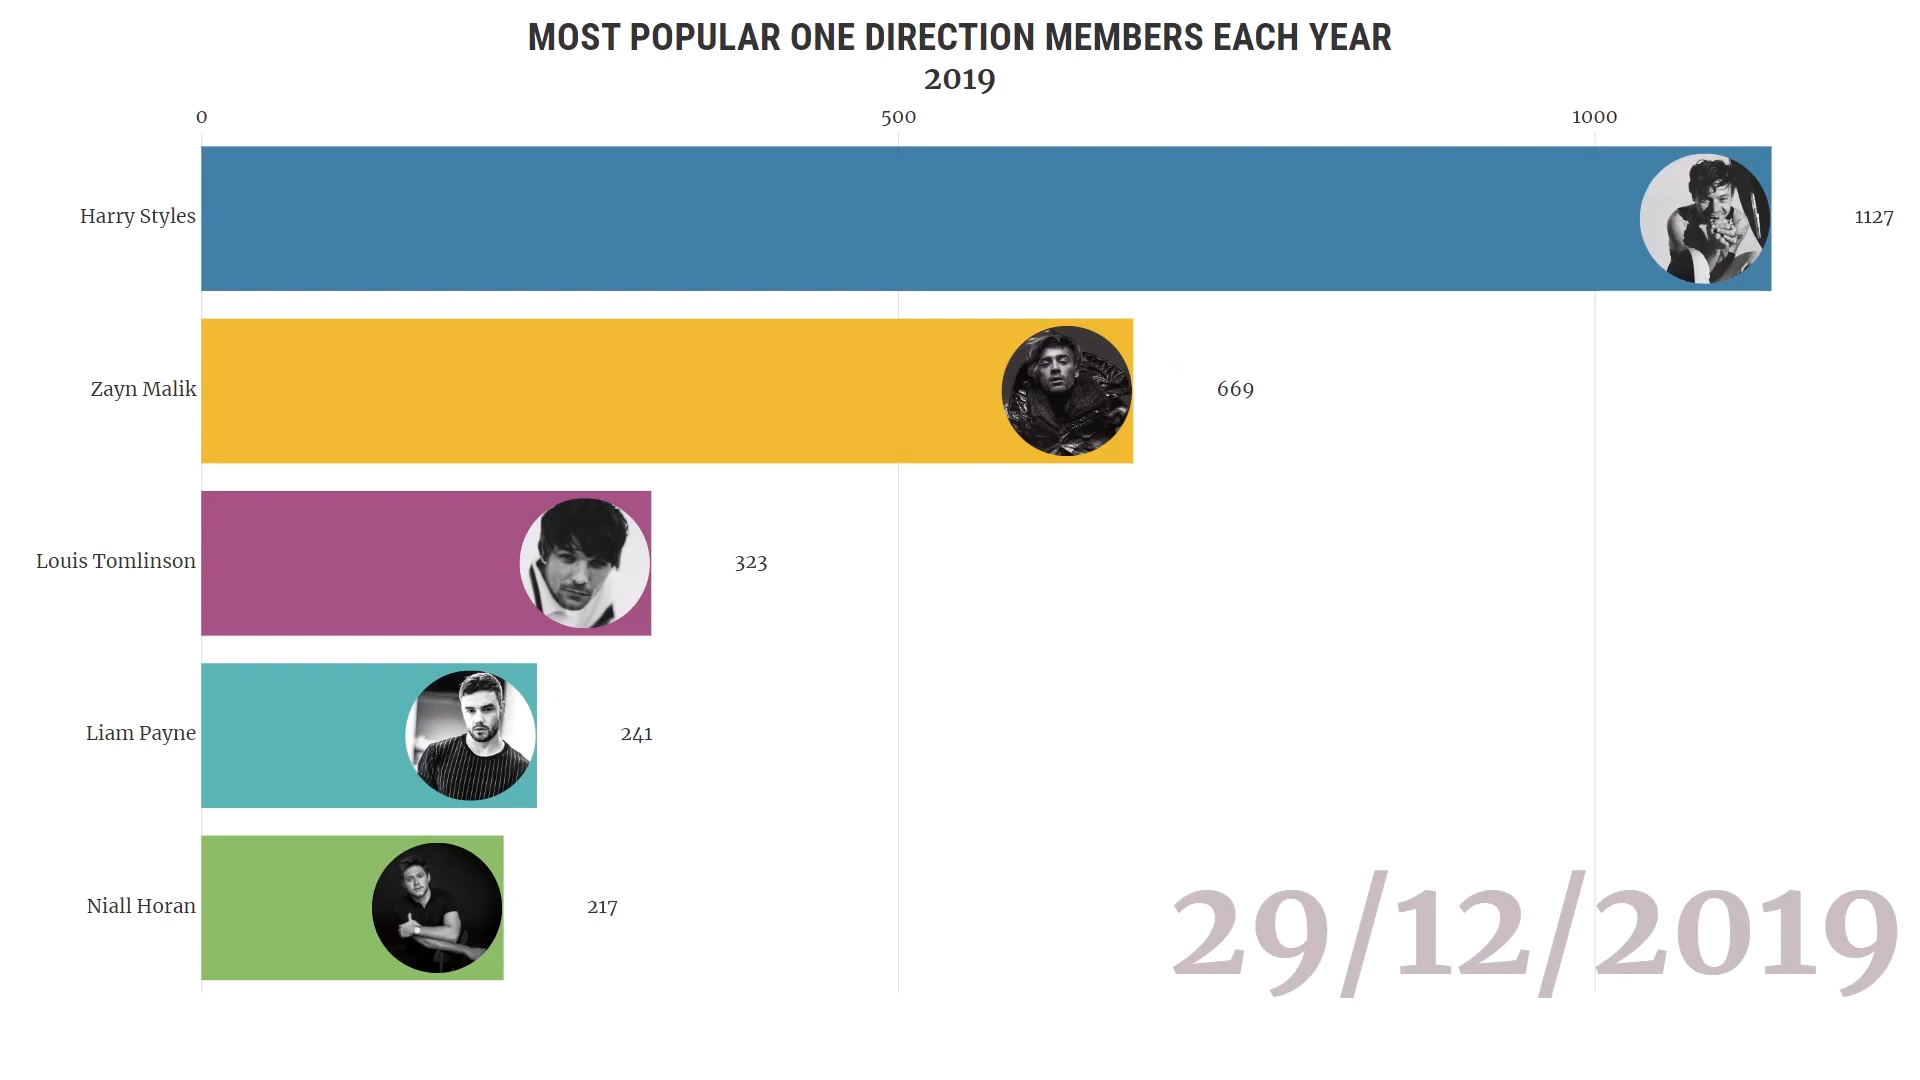 MOST POPULAR ONE DIRECTION MEMBERS EACH YEAR
2019
0 500 1000
Harry Styles 1127
Zayn Malik 669
Louis Tomlinson 323
Liam Payne 241
Niall Horan 217
29/12/2019